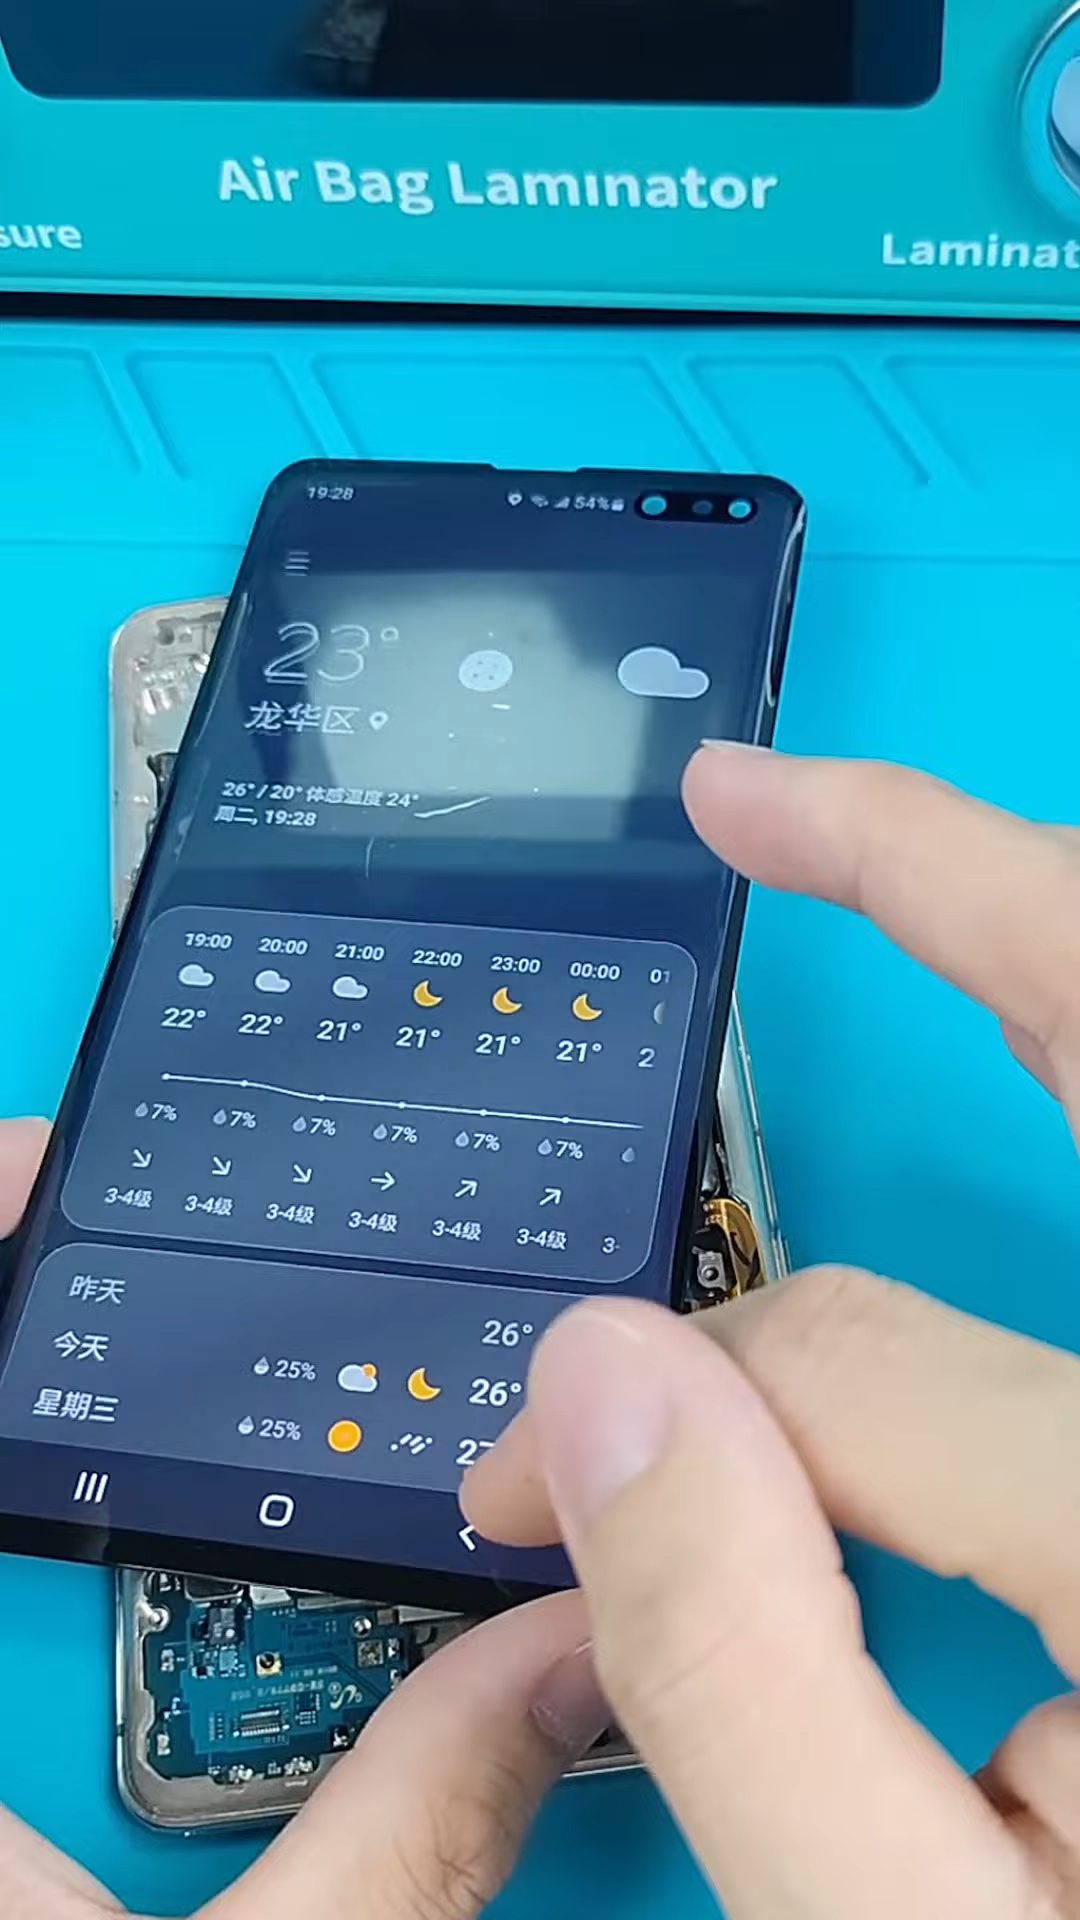 Air Bag Laminator
sure
Laminat
19:28
54%
23°
龙华区
26° / 20° 体感温度 24°
周二, 19:28
19:00 20:00 21:00 22:00 23:00 00:00 01
22° 22° 21° 21° 21° 21° 2
7% 7% 7% 7% 7% 7%
3-4级 3-4级 3-4级 3-4级 3-4级 3-4级 3-
昨天 26°
今天 25% 26°
星期三 25% 2